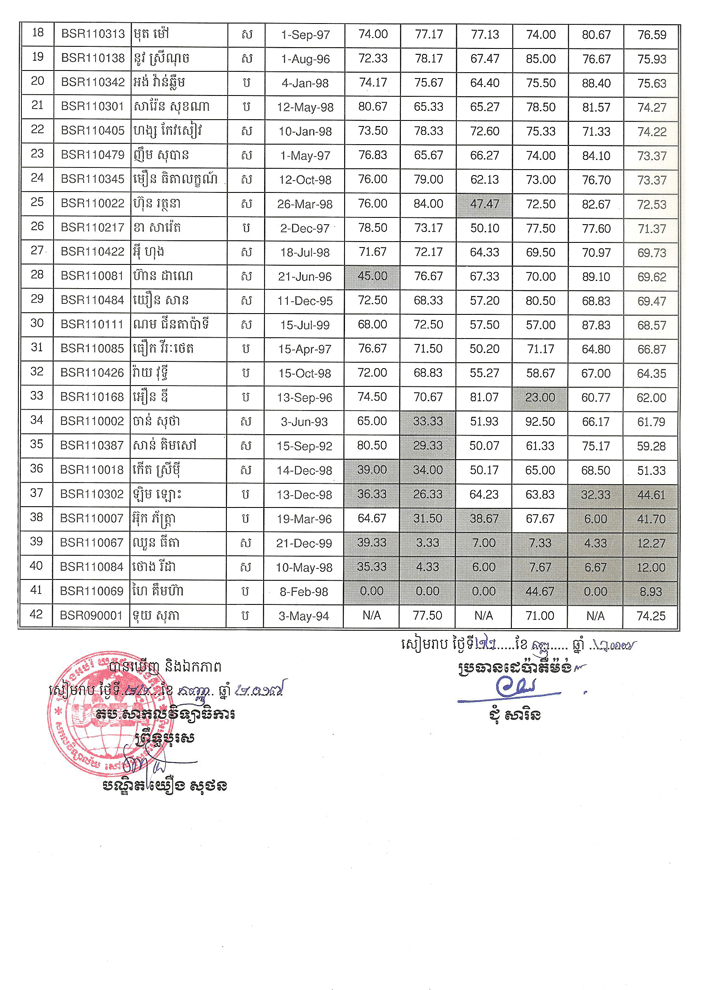 18 BSR110313 មុត ម៉ៅ ស 1-Sep-97 74.00 77.17 77.13 74.00 80.67 76.59
19 BSR110138 នូវ ស្រីណុច ស 1-Aug-96 72.33 78.17 67.47 85.00 76.67 75.93
20 BSR110342 អង់ វ៉ាន់ឆ្លឹម ប 4-Jan-98 74.17 75.67 64.40 75.50 88.40 75.63
21 BSR110301 សារ៉ែន សុខណា ប 12-May-98 80.67 65.33 65.27 78.50 81.57 74.27
22 BSR110405 ហង្ស កែវសៀវ ស 10-Jan-98 73.50 78.33 72.60 75.33 71.33 74.22
23 BSR110479 ញឹម សុបាន ស 1-May-97 76.83 65.67 66.27 74.00 84.10 73.37
24 BSR110345 មឿន ធិតាលក្ខណ៍ ស 12-Oct-98 76.00 79.00 62.13 73.00 76.70 73.37
25 BSR110022 ហ៊ុន រត្ថនា ស 26-Mar-98 76.00 84.00 47.47 72.50 82.67 72.53
26 BSR110217 ខា សារ៉េត ប 2-Dec-97 78.50 73.17 50.10 77.50 77.60 71.37
27 BSR110422 អ៊ី ហុង ស 18-Jul-98 71.67 72.17 64.33 69.50 70.97 69.73
28 BSR110081 ហ៊ាន ដាណេ ស 21-Jun-96 45.00 76.67 67.33 70.00 89.10 69.62
29 BSR110484 យឿន សាន ស 11-Dec-95 72.50 68.33 57.20 80.50 68.83 69.47
30 BSR110111 ណម ជីនតាប៉ាទី ស 15-Jul-99 68.00 72.50 57.50 57.00 87.83 68.57
31 BSR110085 ជឿក វីរៈថេត ប 15-Apr-97 76.67 71.50 50.20 71.17 64.80 66.87
32 BSR110426 វ៉ាយ វុទ្ធី ប 15-Oct-98 72.00 68.83 55.27 58.67 67.00 64.35
33 BSR110168 អឿន ឌី ប 13-Sep-96 74.50 70.67 81.07 23.00 60.77 62.00
34 BSR110002 ចាន់ សុថា ស 3-Jun-93 65.00 33.33 51.93 92.50 66.17 61.79
35 BSR110387 សាន់ គិមសៅ ស 15-Sep-92 80.50 29.33 50.07 61.33 75.17 59.28
36 BSR110018 កើត ស្រីម៉ី ស 14-Dec-98 39.00 34.00 50.17 65.00 68.50 51.33
37 BSR110302 ឡិម ឡោះ ប 13-Dec-98 36.33 26.33 64.23 63.83 32.33 44.61
38 BSR110007 អ៊ុក ភ័ត្ត្រា ប 19-Mar-96 64.67 31.50 38.67 67.67 6.00 41.70
39 BSR110067 ឈួន ធីតា ស 21-Dec-99 39.33 3.33 7.00 7.33 4.33 12.27
40 BSR110084 ថោង រីដា ស 10-May-98 35.33 4.33 6.00 7.67 6.67 12.00
41 BSR110069 ហៃ គឹមហ៊ា ប 8-Feb-98 0.00 0.00 0.00 44.67 0.00 8.93
42 BSR090001 ទុយ សុភា ប 3-May-94 N/A 77.50 N/A 71.00 N/A 74.25
សៀមរាប ថ្ងៃទី២២......ខែ ឆ្នាំ ២០១៧
ប្រធានដេប៉ាតឺម៉ង់
ជុំ សារិន
បានឃើញ និងឯកភាព
សៀមរាប ថ្ងៃទី ២២ ខែ កញ្ញា ឆ្នាំ ២០១៧
តប.សាកលវិទ្យាធិការ
ព្រឹទ្ធបុរស
បណ្ឌិត យឿង សុថន